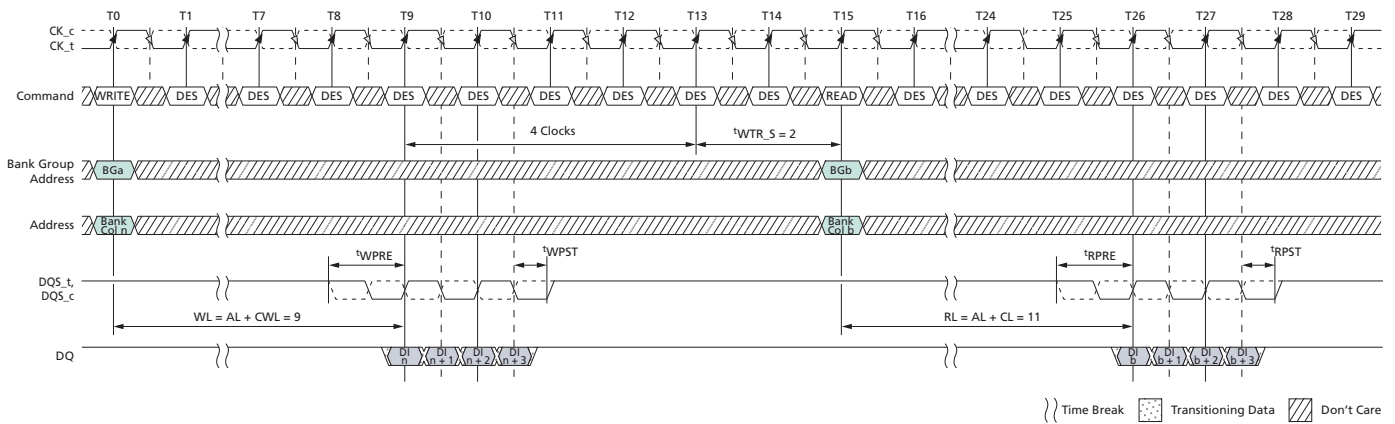 T0 T1 T7 T8 T9 T10 T11 T12 T13 T14 T15 T16 T24 T25 T26 T27 T28 T29
CK_c
CK_t
Command WRITE DES DES DES DES DES DES DES DES DES READ DES DES DES DES DES DES DES
4 Clocks tWTR_S = 2
Bank Group
Address
BGa BGb
Address
Bank
Col n
Bank
Col b
tWPRE tWPST tRPRE tRPST
DQS_t,
DQS_c
WL = AL + CWL = 9 RL = AL + CL = 11
DQ
DI
n
DI
n + 1
DI
n + 2
DI
n + 3
DI
b
DI
b + 1
DI
b + 2
DI
b + 3
Time Break Transitioning Data Don't Care